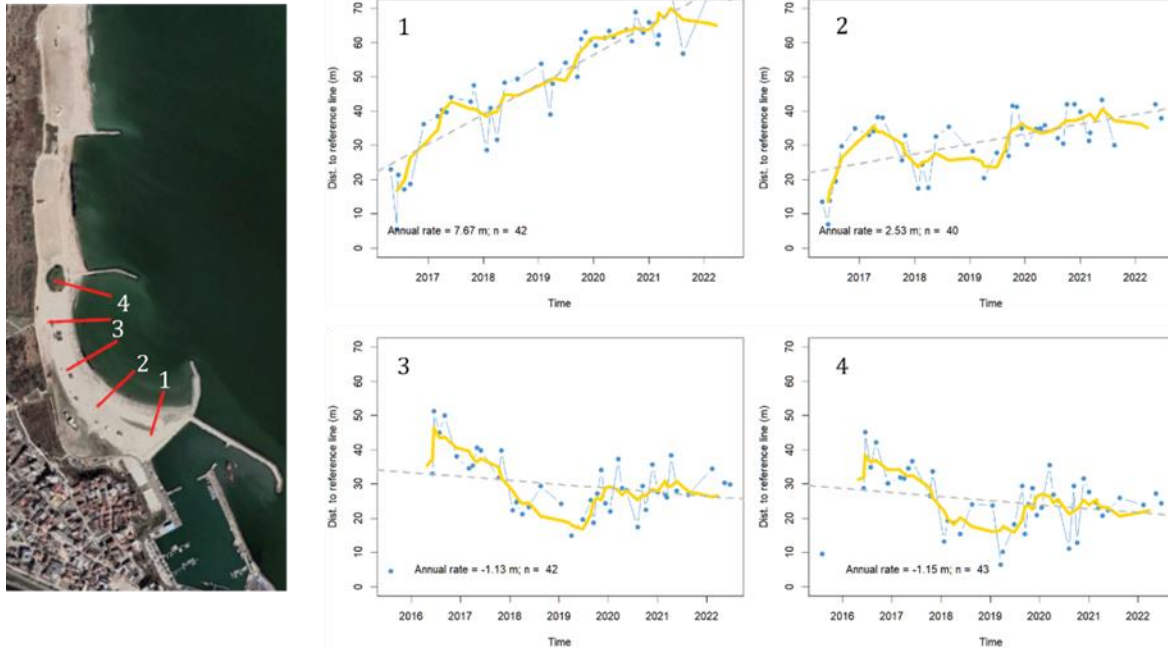 4
3
2
1
1
Dist. to reference line (m)
0 10 20 30 40 50 60 70
Annual rate = 7.67 m; n = 42
2017 2018 2019 2020 2021 2022
Time
2
Dist. to reference line (m)
0 10 20 30 40 50 60 70
Annual rate = 2.53 m; n = 40
2017 2018 2019 2020 2021 2022
Time
3
Dist. to reference line (m)
0 10 20 30 40 50 60 70
Annual rate = -1.13 m; n = 42
2016 2017 2018 2019 2020 2021 2022
Time
4
Dist. to reference line (m)
0 10 20 30 40 50 60 70
Annual rate = -1.15 m; n = 43
2016 2017 2018 2019 2020 2021 2022
Time